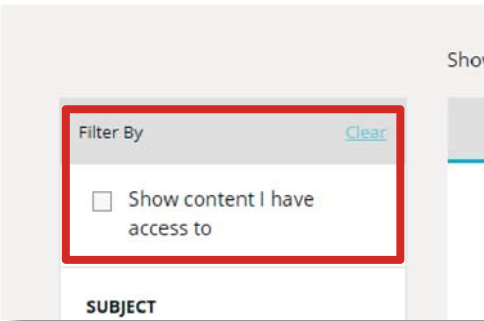 Filter By Clear
Show content I have
access to
SUBJECT